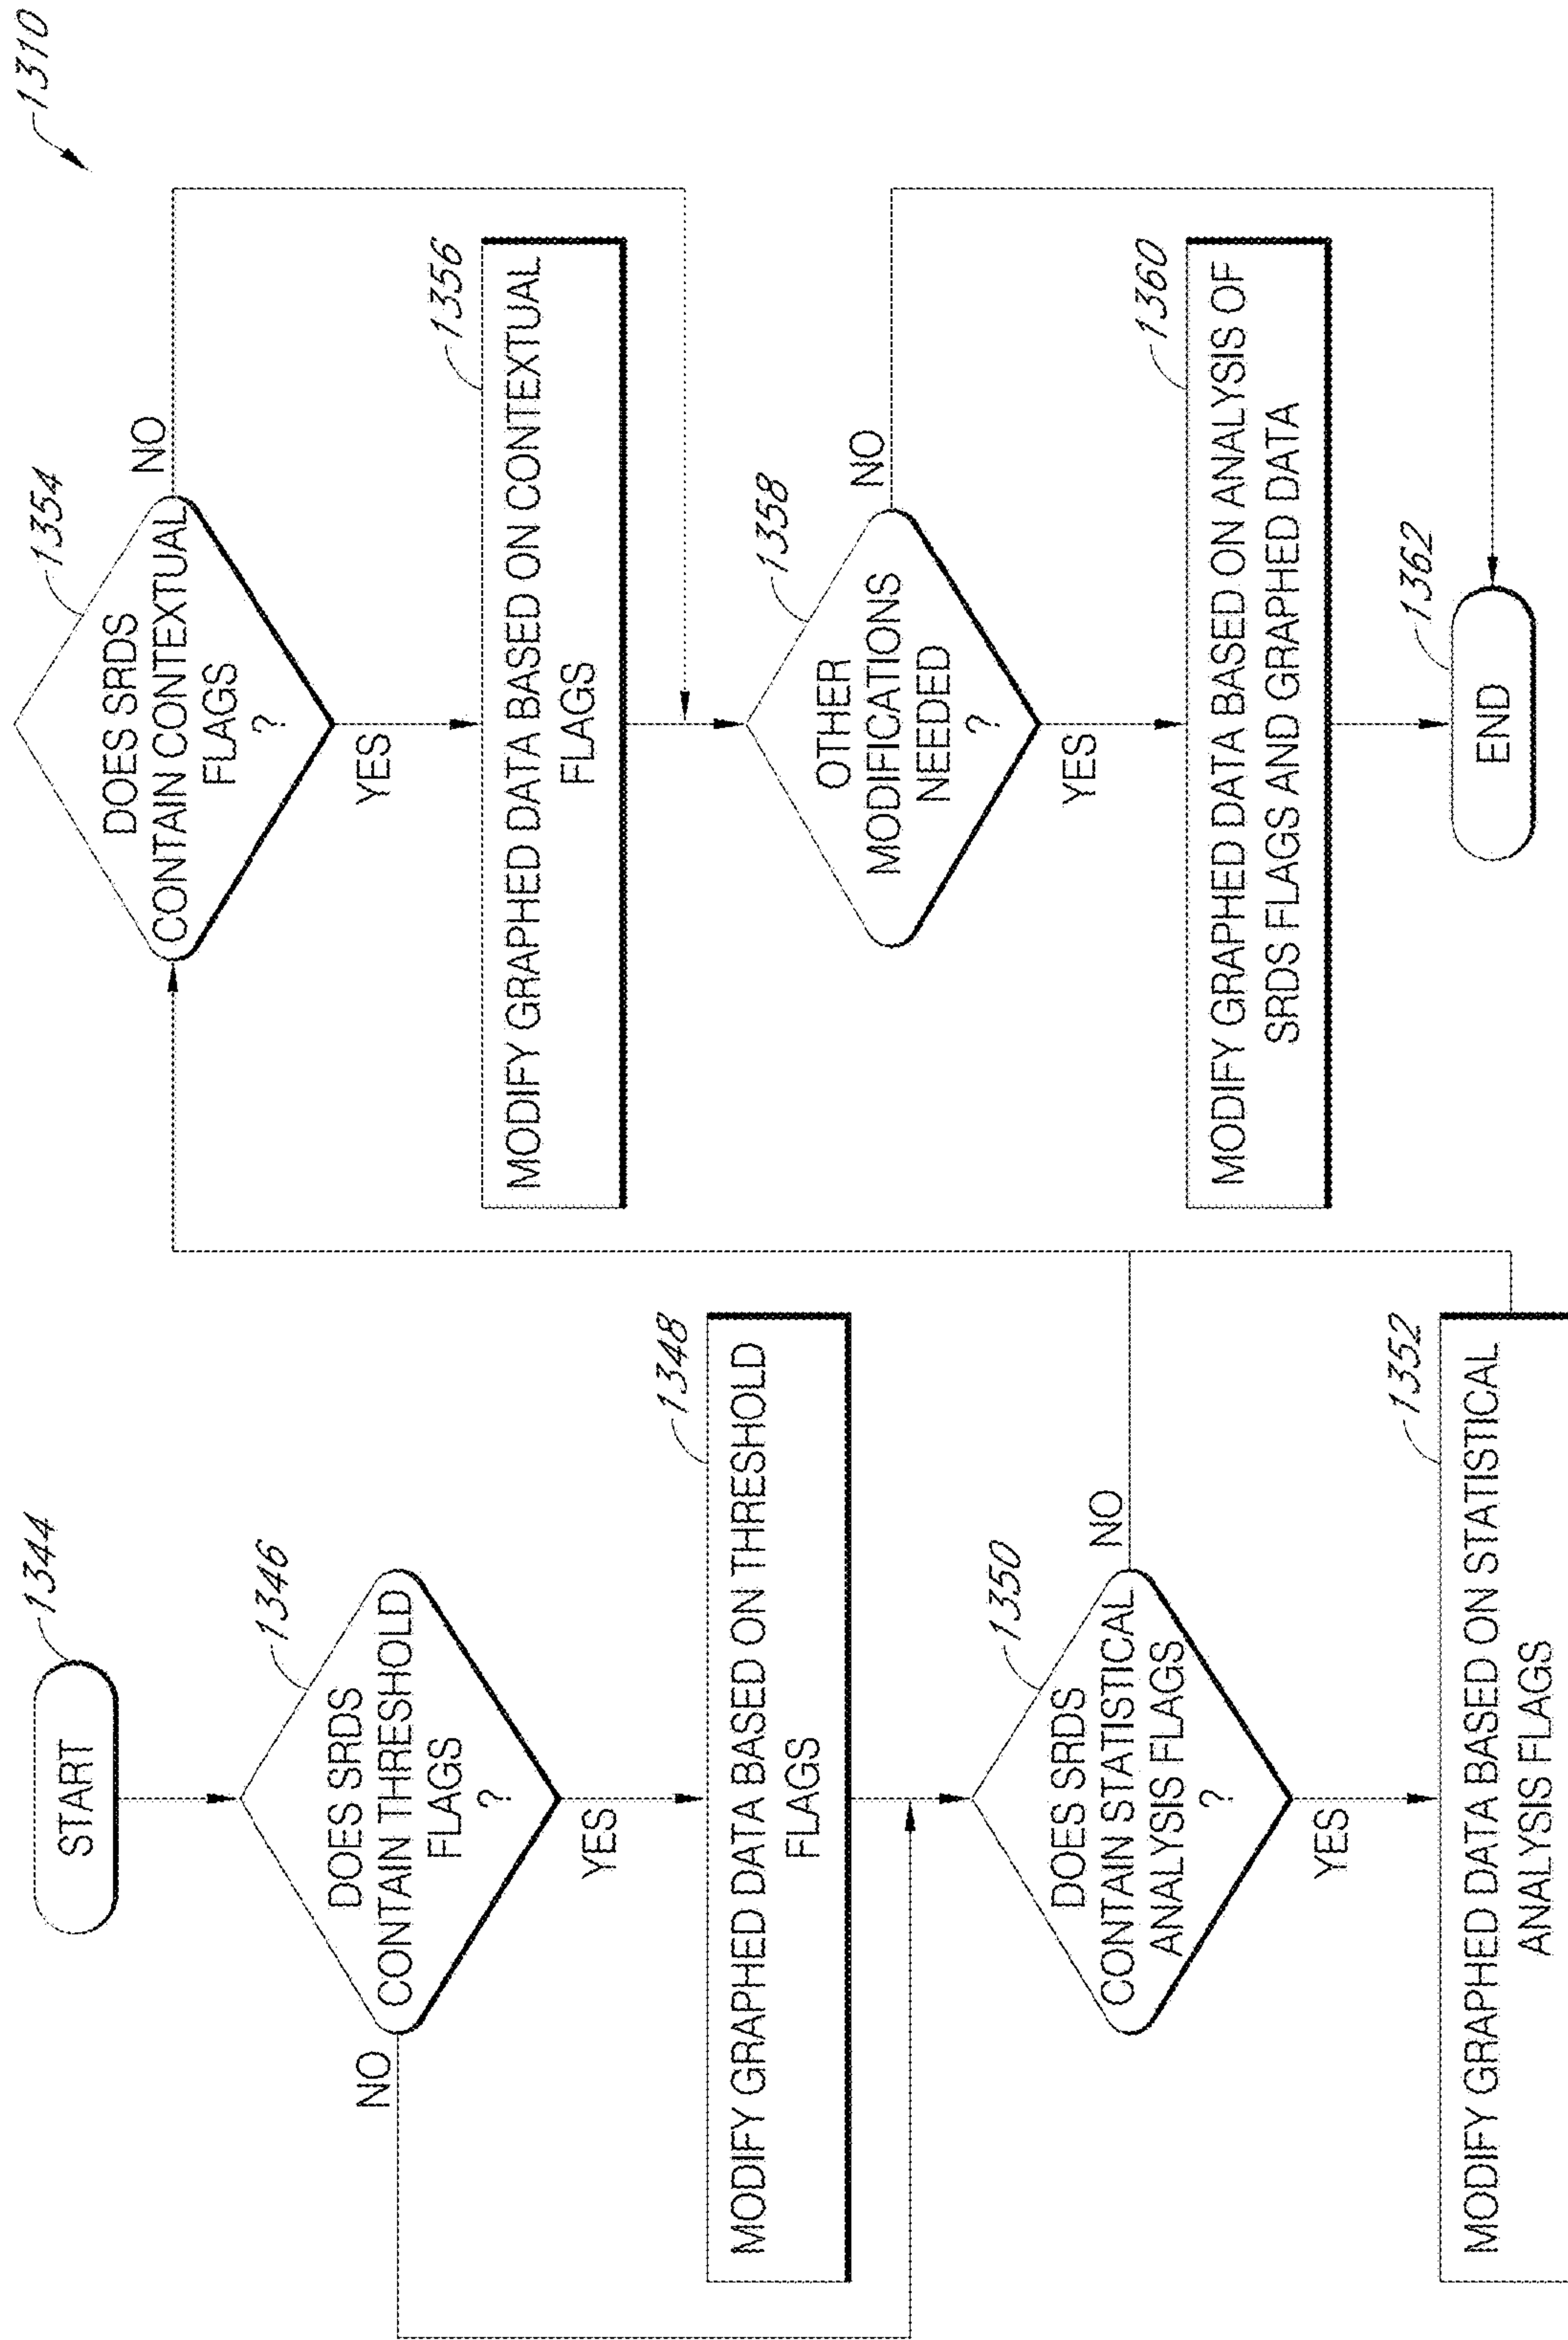 1310
1344
START
1346
DOES SRDS
CONTAIN THRESHOLD
FLAGS
?
NO
YES
1348
MODIFY GRAPHED DATA BASED ON THRESHOLD
FLAGS
1350
DOES SRDS
CONTAIN STATISTICAL
ANALYSIS FLAGS
?
NO
YES
1352
MODIFY GRAPHED DATA BASED ON STATISTICAL
ANALYSIS FLAGS
1354
DOES SRDS
CONTAIN CONTEXTUAL
FLAGS
?
NO
YES
1356
MODIFY GRAPHED DATA BASED ON CONTEXTUAL
FLAGS
1358
OTHER
MODIFICATIONS
NEEDED
?
NO
YES
1360
MODIFY GRAPHED DATA BASED ON ANALYSIS OF
SRDS FLAGS AND GRAPHED DATA
1362
END